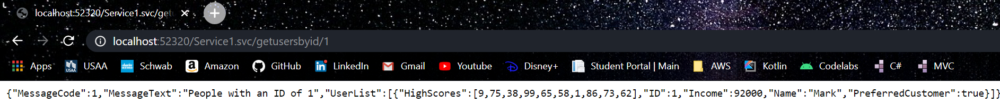 localhost:52320/Service1.svc/get
localhost:52320/Service1.svc/getusersbyid/1
Apps USAA Schwab Amazon GitHub LinkedIn Gmail Youtube Disney+ Student Portal | Main AWS Kotlin Codelabs C# MVC
{"MessageCode":1,"MessageText":"People with an ID of 1","UserList":[{"HighScores":[9,75,38,99,65,58,1,86,73,62],"ID":1,"Income":92000,"Name":"Mark","PreferredCustomer":true}]}